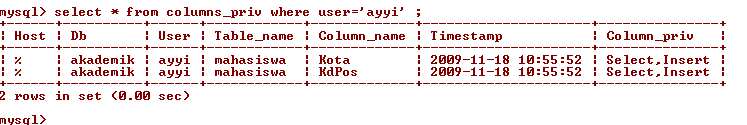 mysql> select * from columns_priv where user='ayyi' ;
+------+----------+------+------------+-------------+---------------------+---------------+
| Host | Db       | User | Table_name | Column_name | Timestamp           | Column_priv   |
+------+----------+------+------------+-------------+---------------------+---------------+
| %    | akademik | ayyi | mahasiswa  | Kota        | 2009-11-18 10:55:52 | Select,Insert |
| %    | akademik | ayyi | mahasiswa  | KdPos       | 2009-11-18 10:55:52 | Select,Insert |
+------+----------+------+------------+-------------+---------------------+---------------+
2 rows in set (0.00 sec)
mysql>